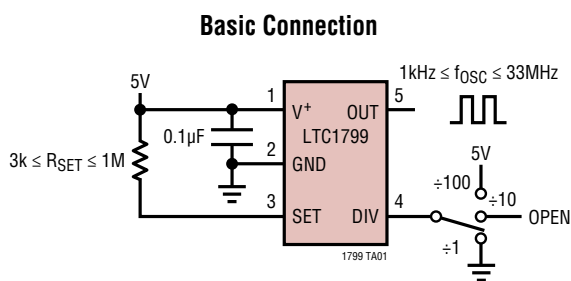 Basic Connection
1kHz ≤ fOSC ≤ 33MHz
5V
1
V+
OUT
5
0.1µF
LTC1799
3k ≤ RSET ≤ 1M
2
GND
5V
÷100
÷10
3
SET
DIV
4
OPEN
÷1
1799 TA01